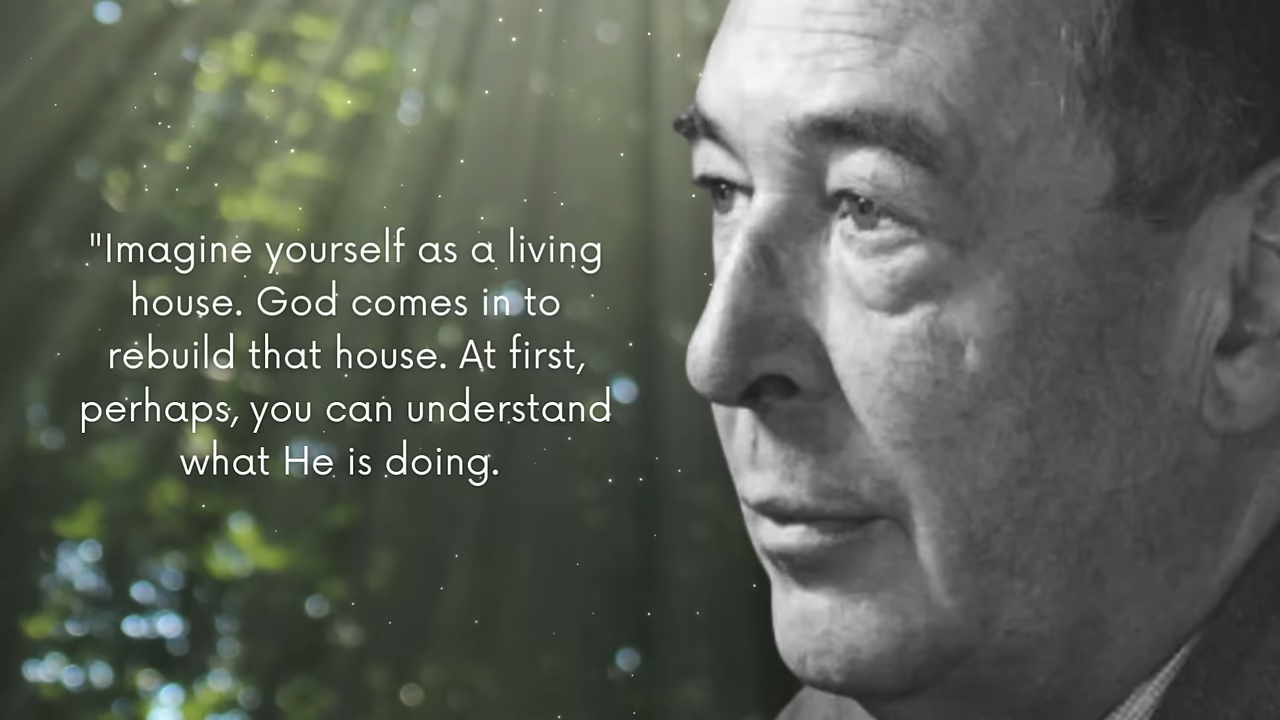 "Imagine yourself as a living
house. God comes in to
rebuild that house. At first,
perhaps, you can understand
what He is doing.